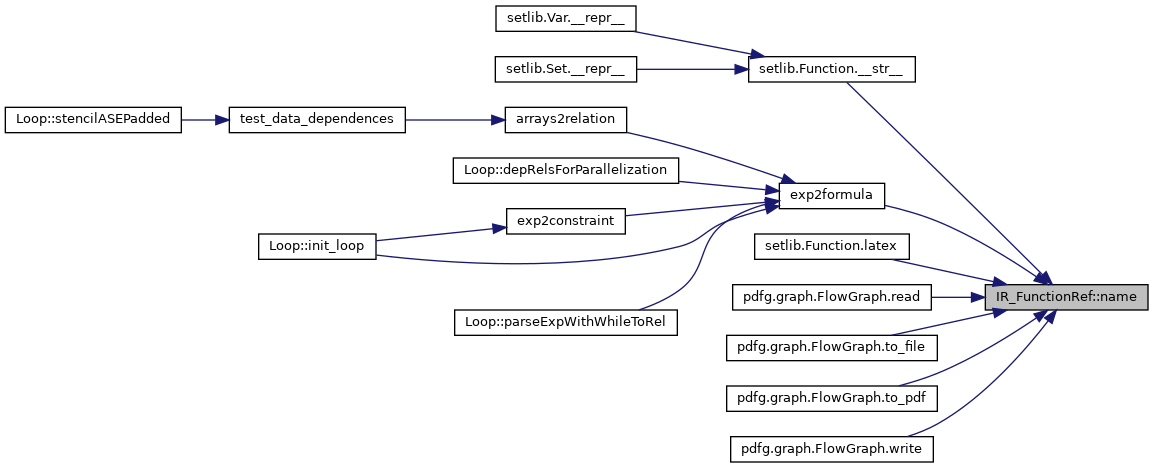 setlib.Var.__repr__
setlib.Set.__repr__
setlib.Function.__str__
Loop::stencilASEPadded
test_data_dependences
arrays2relation
Loop::depRelsForParallelization
exp2formula
exp2constraint
Loop::init_loop
setlib.Function.latex
pdfg.graph.FlowGraph.read
IR_FunctionRef::name
Loop::parseExpWithWhileToRel
pdfg.graph.FlowGraph.to_file
pdfg.graph.FlowGraph.to_pdf
pdfg.graph.FlowGraph.write